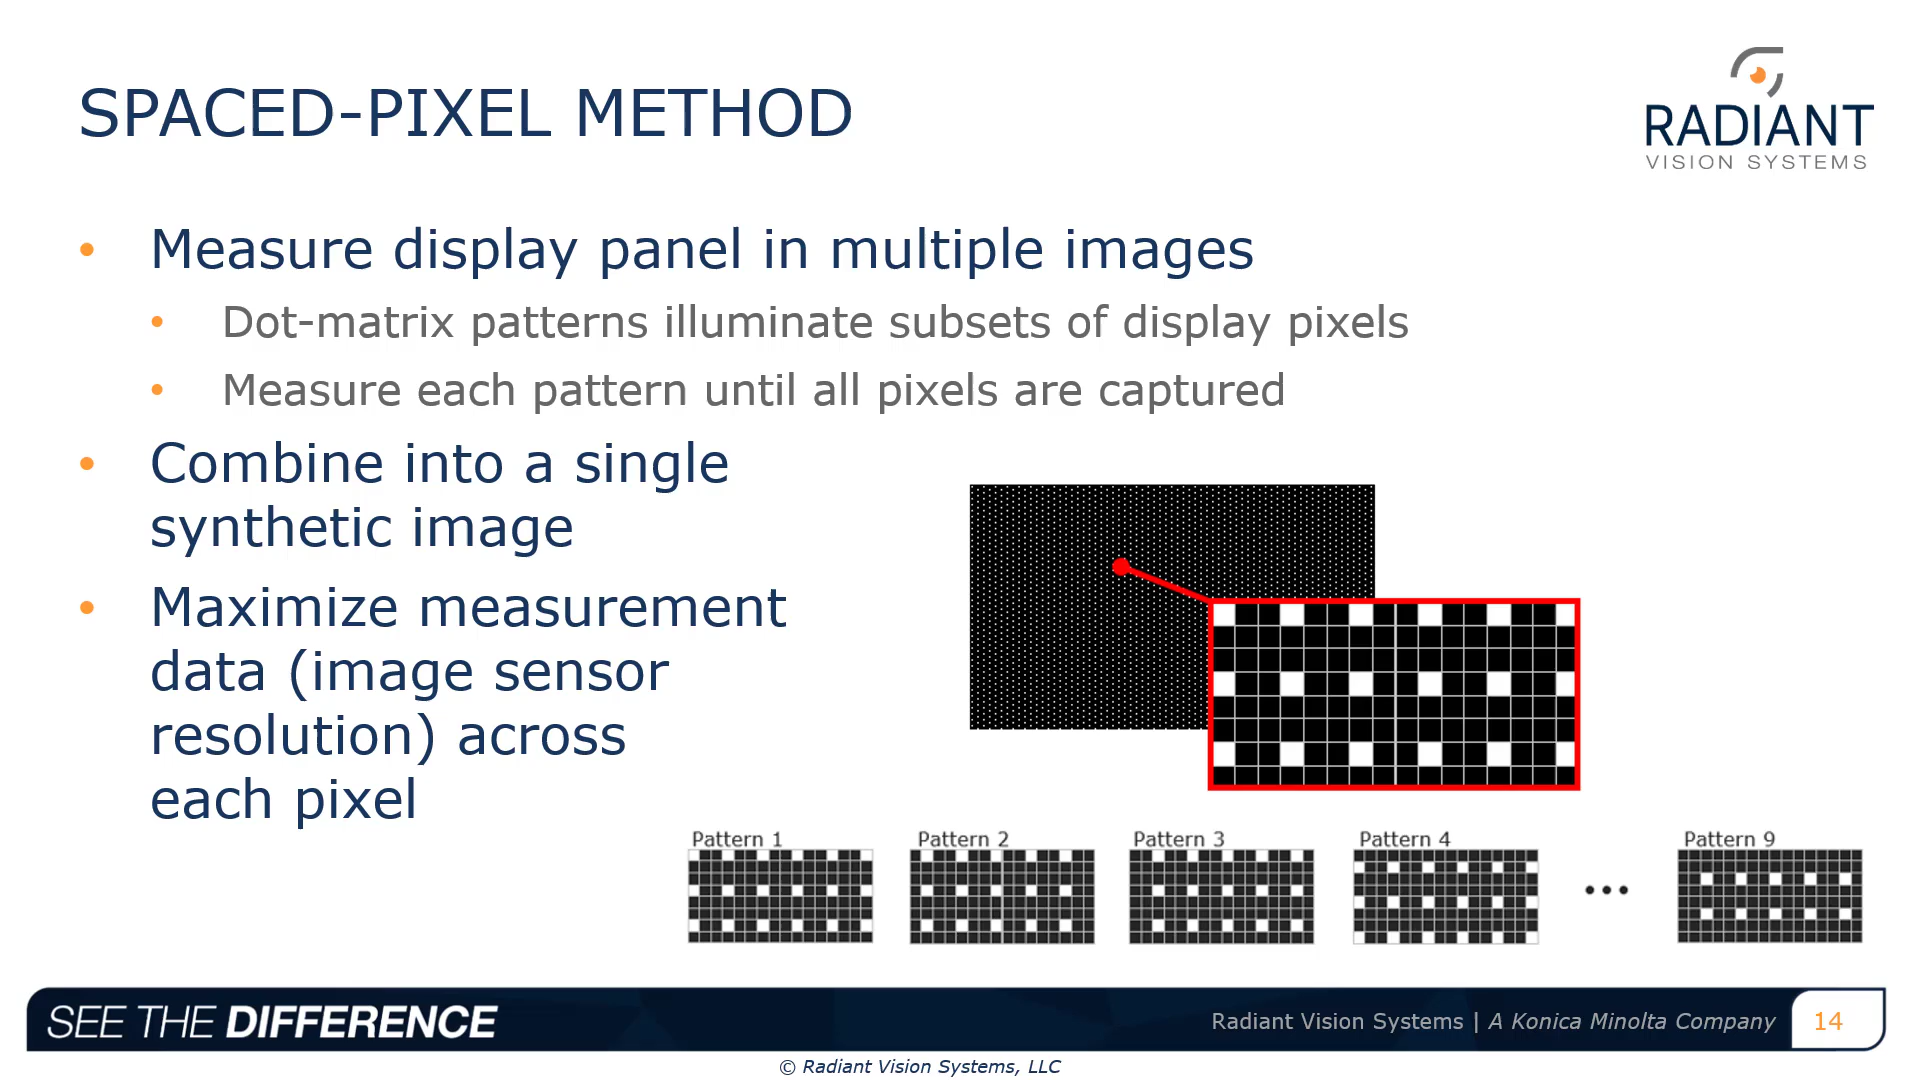 SPACED-PIXEL METHOD
RADIANT
VISION SYSTEMS
• Measure display panel in multiple images
• Dot-matrix patterns illuminate subsets of display pixels
• Measure each pattern until all pixels are captured
• Combine into a single
synthetic image
• Maximize measurement
data (image sensor
resolution) across
each pixel
Pattern 1
Pattern 2
Pattern 3
Pattern 4
...
Pattern 9
SEE THE DIFFERENCE
Radiant Vision Systems | A Konica Minolta Company
14
© Radiant Vision Systems, LLC